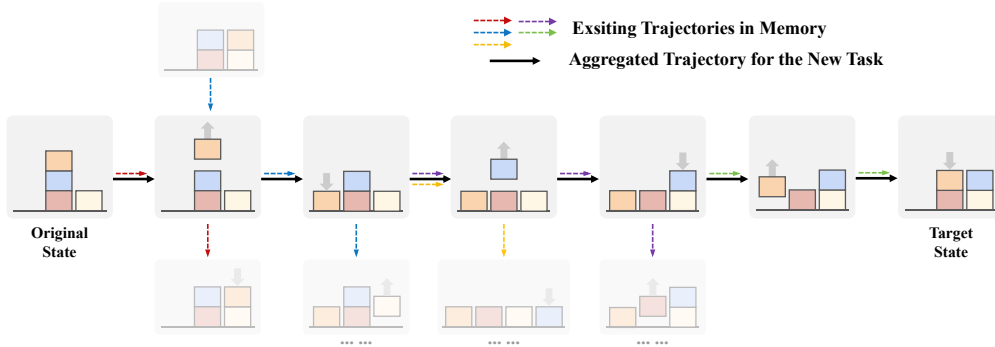 Exsiting Trajectories in Memory
Aggregated Trajectory for the New Task
Original
State
Target
State
... ...
... ...
... ...
... ...